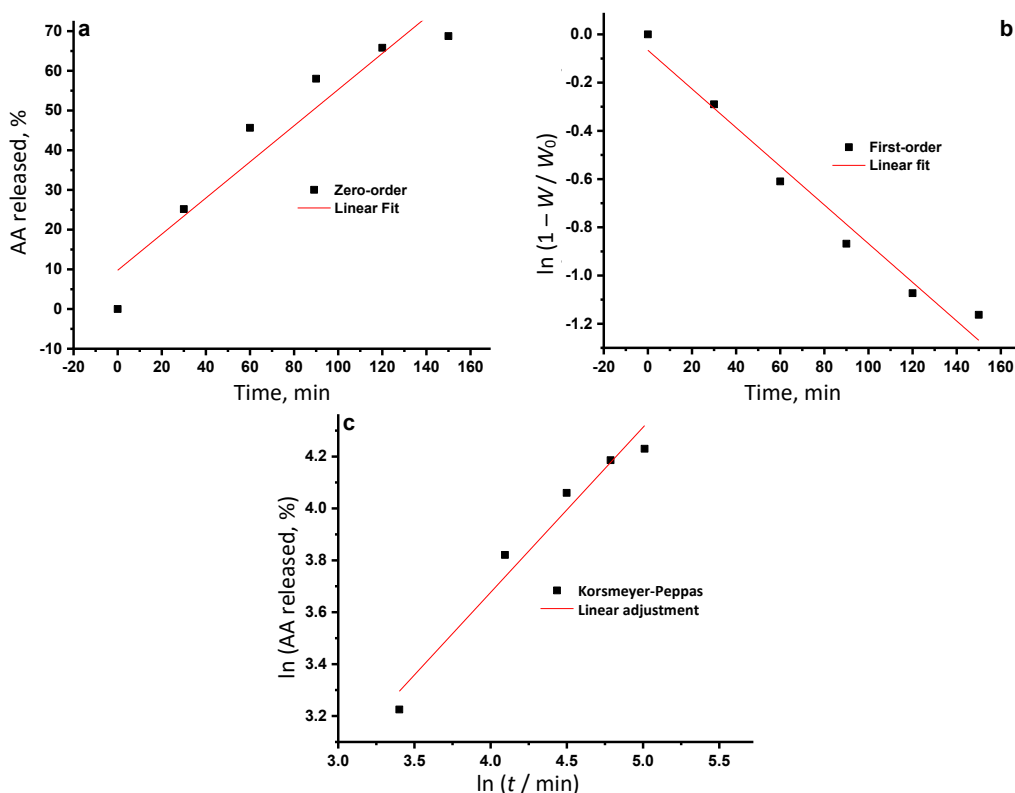 a
AA released, %
70
60
50
40
30
20
10
0
-10
-20 0 20 40 60 80 100 120 140 160
Time, min
Zero-order
Linear Fit
b
ln (1 – W / W0)
0.0
-0.2
-0.4
-0.6
-0.8
-1.0
-1.2
-20 0 20 40 60 80 100 120 140 160
Time, min
First-order
Linear fit
c
ln (AA released, %)
4.2
4.0
3.8
3.6
3.4
3.2
3.0 3.5 4.0 4.5 5.0 5.5
ln (t / min)
Korsmeyer-Peppas
Linear adjustment